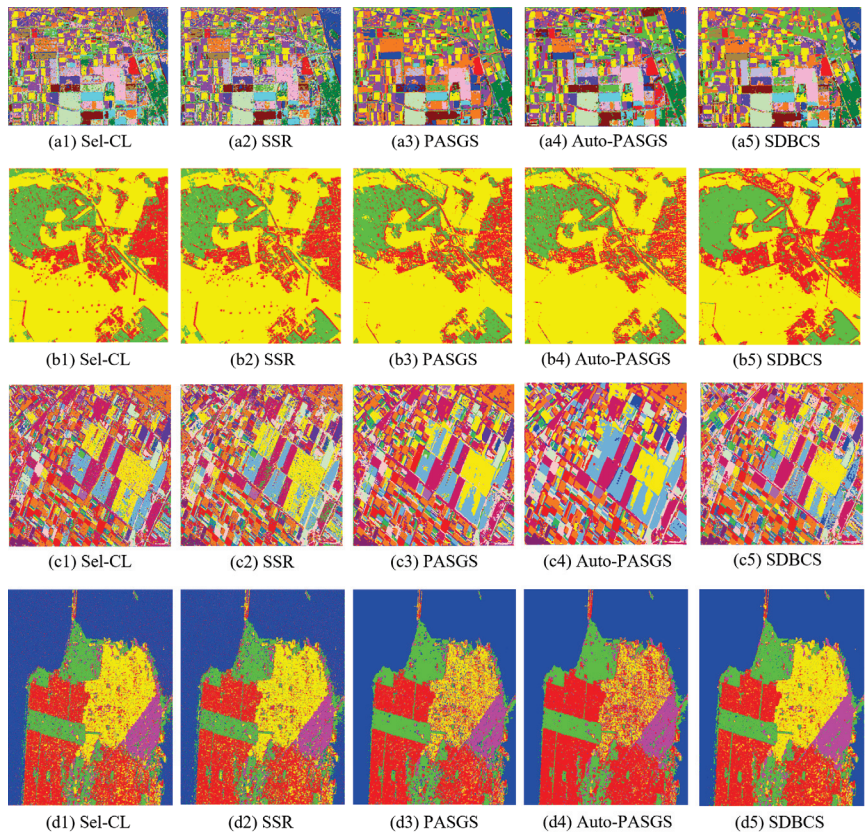 (a1) Sel-CL
(a2) SSR
(a3) PASGS
(a4) Auto-PASGS
(a5) SDBCS
(b1) Sel-CL
(b2) SSR
(b3) PASGS
(b4) Auto-PASGS
(b5) SDBCS
(c1) Sel-CL
(c2) SSR
(c3) PASGS
(c4) Auto-PASGS
(c5) SDBCS
(d1) Sel-CL
(d2) SSR
(d3) PASGS
(d4) Auto-PASGS
(d5) SDBCS